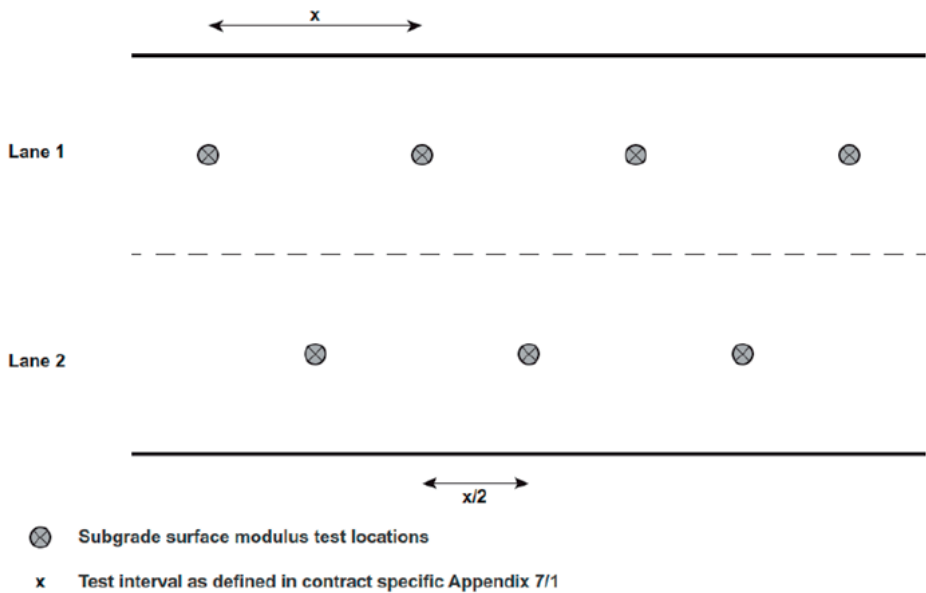 x
Lane 1
Lane 2
x/2
Subgrade surface modulus test locations
x Test interval as defined in contract specific Appendix 7/1